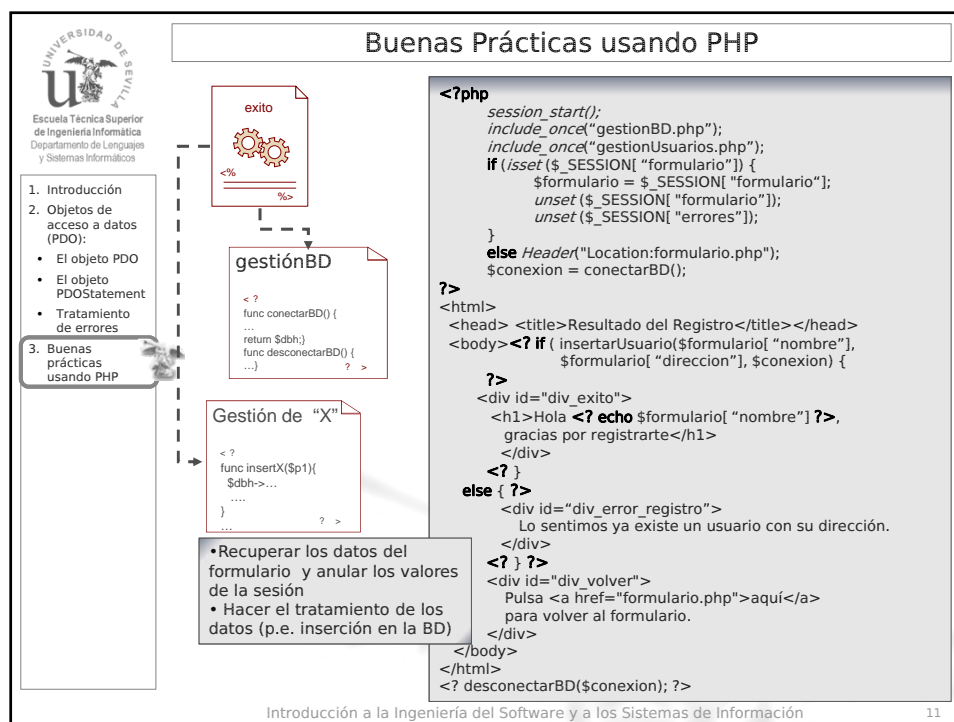 Buenas Prácticas usando PHP
UNIVERSIDAD DE SEVILLA
Escuela Técnica Superior
de Ingeniería Informática
Departamento de Lenguajes
y Sistemas Informáticos
1. Introducción
2. Objetos de
acceso a datos
(PDO):
• El objeto PDO
• El objeto
PDOStatement
• Tratamiento
de errores
3. Buenas
prácticas
usando PHP
exito
<%
%>
gestiónBD
< ?
func conectarBD() {
…
return $dbh;}
func desconectarBD() {
…}
? >
Gestión de “X”
< ?
func insertX($p1){
$dbh->…
….
}
…
? >
•Recuperar los datos del
formulario y anular los valores
de la sesión
• Hacer el tratamiento de los
datos (p.e. inserción en la BD)
<?php
session_start();
include_once(“gestionBD.php");
include_once(“gestionUsuarios.php");
if (isset ($_SESSION[ “formulario”]) {
$formulario = $_SESSION[ "formulario“];
unset ($_SESSION[ "formulario”]);
unset ($_SESSION[ "errores”]);
}
else Header("Location:formulario.php");
$conexion = conectarBD();
?>
<html>
<head> <title>Resultado del Registro</title></head>
<body><? if ( insertarUsuario($formulario[ “nombre”],
$formulario[ “direccion”], $conexion) {
?>
<div id="div_exito">
<h1>Hola <? echo $formulario[ “nombre”] ?>,
gracias por registrarte</h1>
</div>
<? }
else { ?>
<div id=“div_error_registro”>
Lo sentimos ya existe un usuario con su dirección.
</div>
<? } ?>
<div id="div_volver">
Pulsa <a href="formulario.php">aquí</a>
para volver al formulario.
</div>
</body>
</html>
<? desconectarBD($conexion); ?>
Introducción a la Ingeniería del Software y a los Sistemas de Información
11